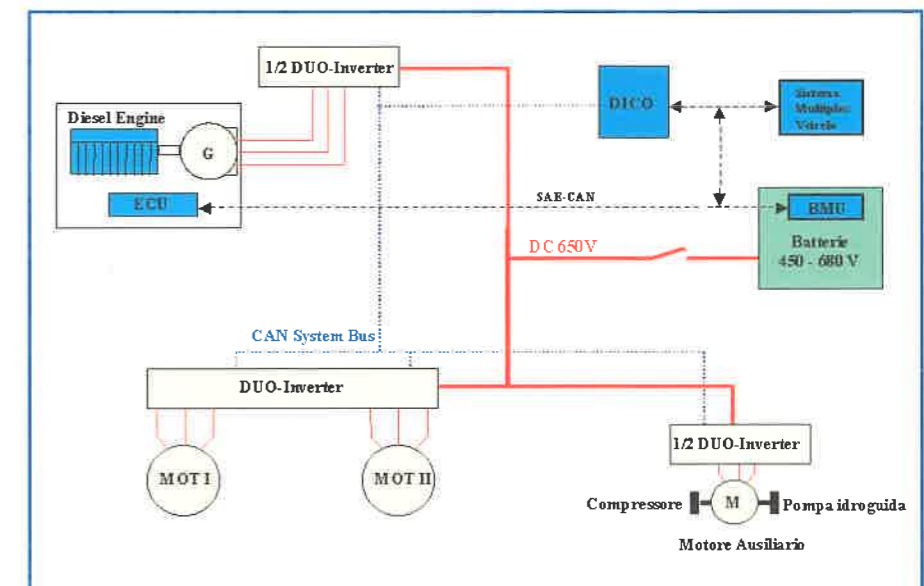 1/2 DUO-Inverter
Diesel Engine
G
ECU
DICO
Sistema
Multiplex
Veicolo
SAE-CAN
BMU
Batterie
450 - 680 V
DC 650V
CAN System Bus
DUO-Inverter
MOT I
MOT II
1/2 DUO-Inverter
Compressore
M
Pompa idroguida
Motore Ausiliario